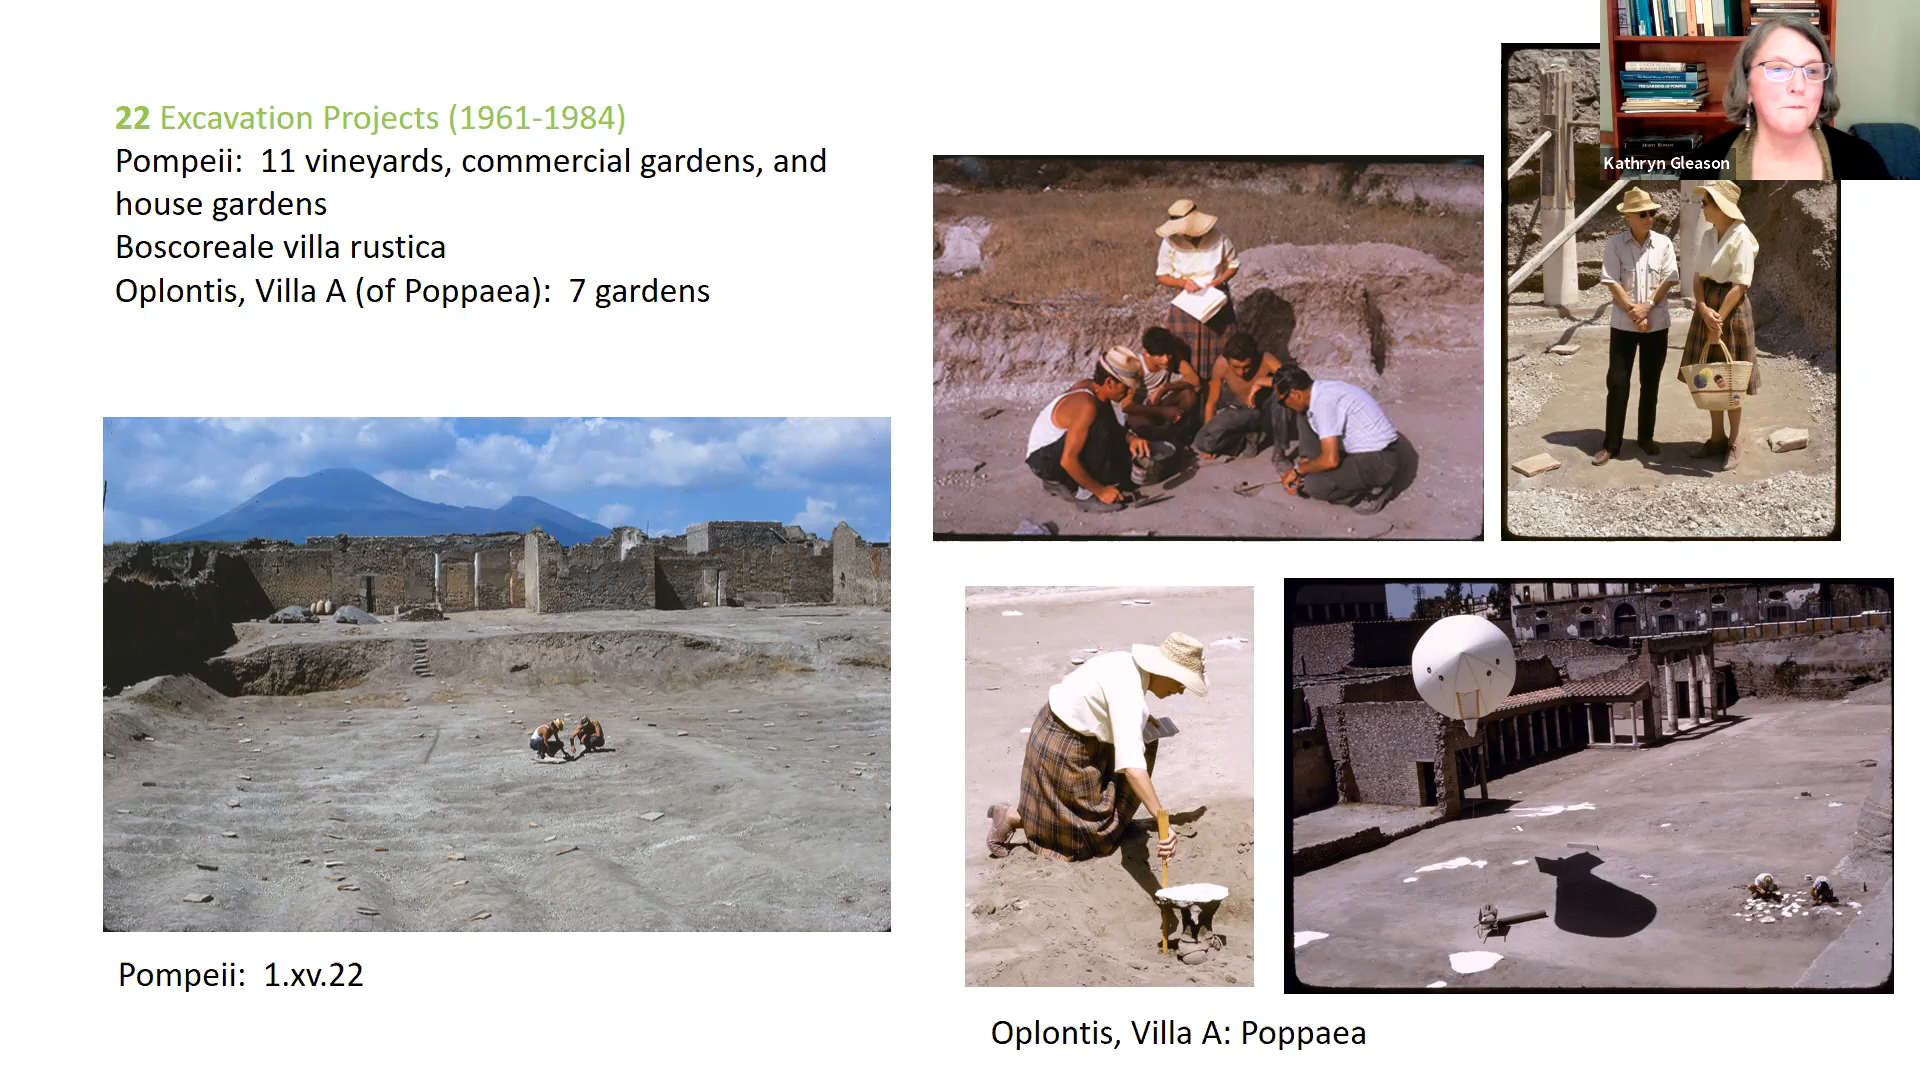 22 Excavation Projects (1961-1984)
Pompeii: 11 vineyards, commercial gardens, and
house gardens
Boscoreale villa rustica
Oplontis, Villa A (of Poppaea): 7 gardens
Kathryn Gleason
Pompeii: 1.xv.22
Oplontis, Villa A: Poppaea